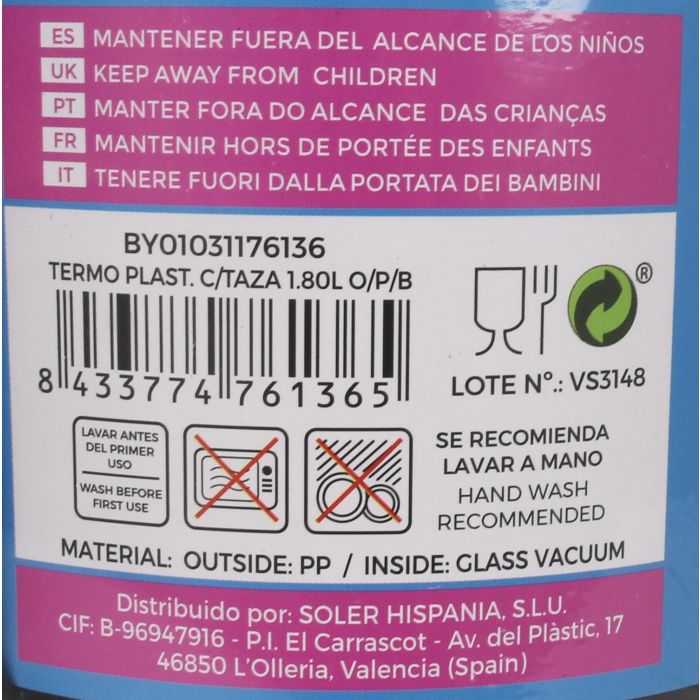 ES MANTENER FUERA DEL ALCANCE DE LOS NIÑOS
UK KEEP AWAY FROM CHILDREN
PT MANTER FORA DO ALCANCE DAS CRIANÇAS
FR MANTENIR HORS DE PORTÉE DES ENFANTS
IT TENERE FUORI DALLA PORTATA DEI BAMBINI
BY01031176136
TERMO PLAST. C/TAZA 1.80L O/P/B
8 433774 761365
®
LOTE Nº.: VS3148
LAVAR ANTES
DEL PRIMER
USO
WASH BEFORE
FIRST USE
SE RECOMIENDA
LAVAR A MANO
HAND WASH
RECOMMENDED
MATERIAL: OUTSIDE: PP / INSIDE: GLASS VACUUM
Distribuido por: SOLER HISPANIA, S.L.U.
CIF: B-96947916 - P.I. El Carrascot - Av. del Plàstic, 17
46850 L'Olleria, Valencia (Spain)